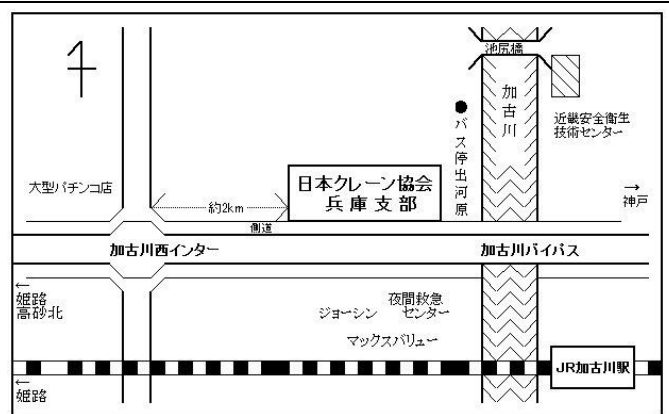 池尻橋
加古川
近畿安全衛生
技術センター
●バス停出河原
大型パチンコ店
約2km
日本クレーン協会
兵庫支部
→
神戸
側道
加古川西インター
加古川バイパス
←
姫路
高砂北
夜間救急
センター
ジョーシン
マックスバリュー
JR加古川駅
←
姫路